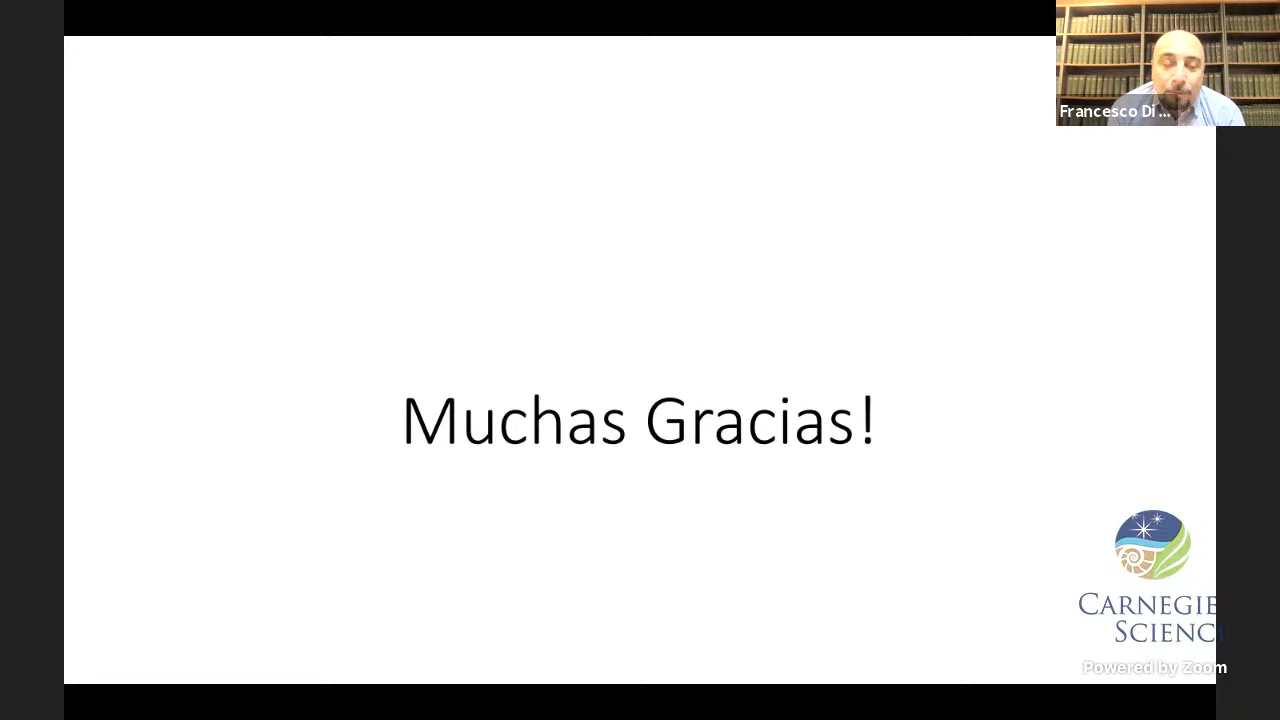 Francesco Di ...
Muchas Gracias!
CARNEGIE
SCIENC
Powered by Zoom